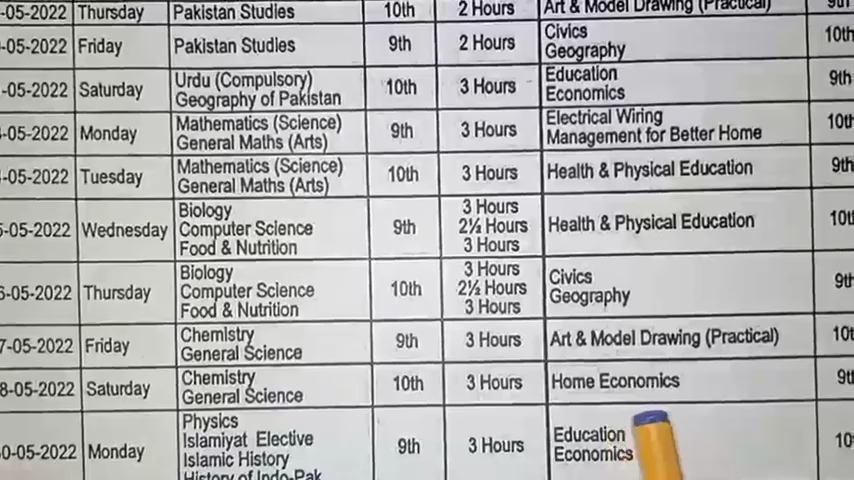 -05-2022 Thursday Pakistan Studies 10th 2 Hours Art & Model Drawing (Practical) 9th
-05-2022 Friday Pakistan Studies 9th 2 Hours Civics 10th
Geography
-05-2022 Saturday Urdu (Compulsory) 10th 3 Hours Education 9th
Geography of Pakistan Economics
-05-2022 Monday Mathematics (Science) 9th 3 Hours Electrical Wiring 10th
General Maths (Arts) Management for Better Home
-05-2022 Tuesday Mathematics (Science) 10th 3 Hours Health & Physical Education 9th
General Maths (Arts)
Biology 3 Hours
5-05-2022 Wednesday Computer Science 9th 2½ Hours Health & Physical Education 10t
Food & Nutrition 3 Hours
Biology 3 Hours Civics
6-05-2022 Thursday Computer Science 10th 2½ Hours Geography 9th
Food & Nutrition 3 Hours
7-05-2022 Friday Chemistry 9th 3 Hours Art & Model Drawing (Practical) 10t
General Science
8-05-2022 Saturday Chemistry 10th 3 Hours Home Economics 9th
General Science
Physics
Islamiyat Elective Education
0-05-2022 Monday Islamic History 9th 3 Hours Economics 10
History of Indo-Pak